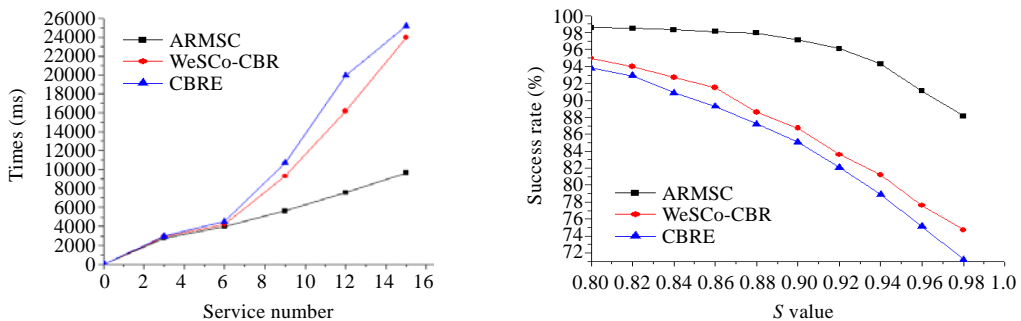 26000
24000
22000
20000
18000
16000
14000
12000
10000
8000
6000
4000
2000
0
Times (ms)
ARMSC
WeSCo-CBR
CBRE
0 2 4 6 8 10 12 14 16
Service number
100
98
96
94
92
90
88
86
84
82
80
78
76
74
72
Success rate (%)
ARMSC
WeSCo-CBR
CBRE
0.80 0.82 0.84 0.86 0.88 0.90 0.92 0.94 0.96 0.98 1.0
S value